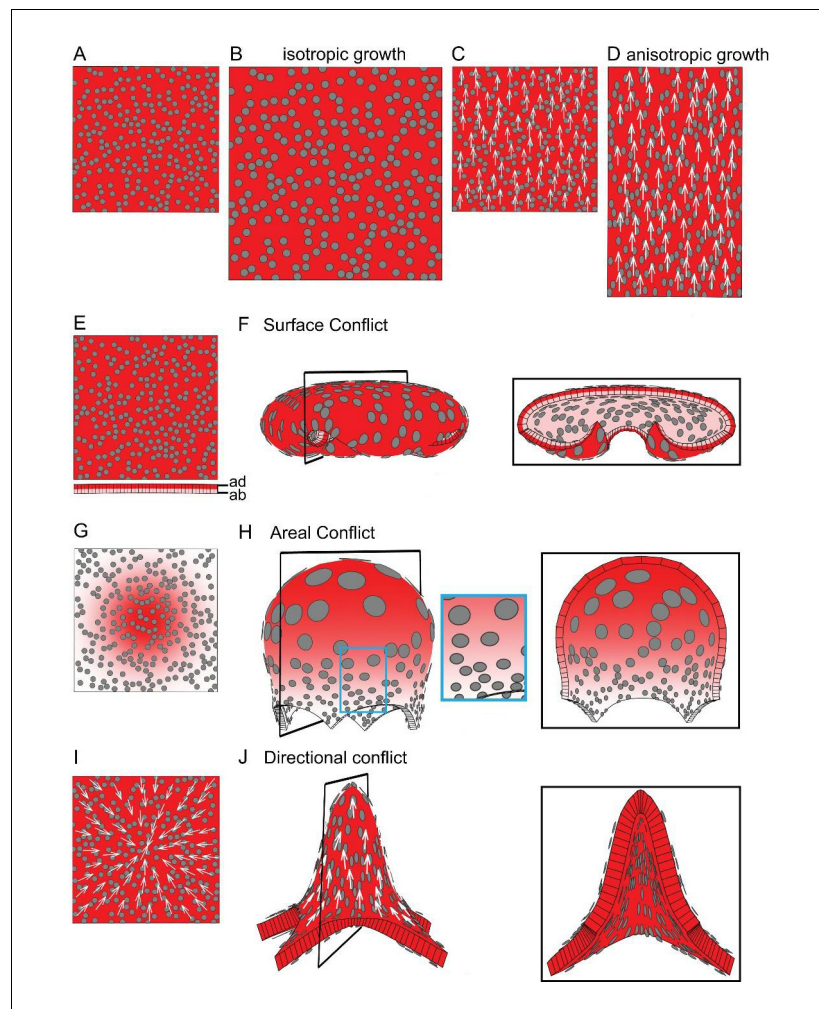 A
B isotropic growth
C
D anisotropic growth
E
ad
ab
F Surface Conflict
G
H Areal Conflict
I
J Directional conflict